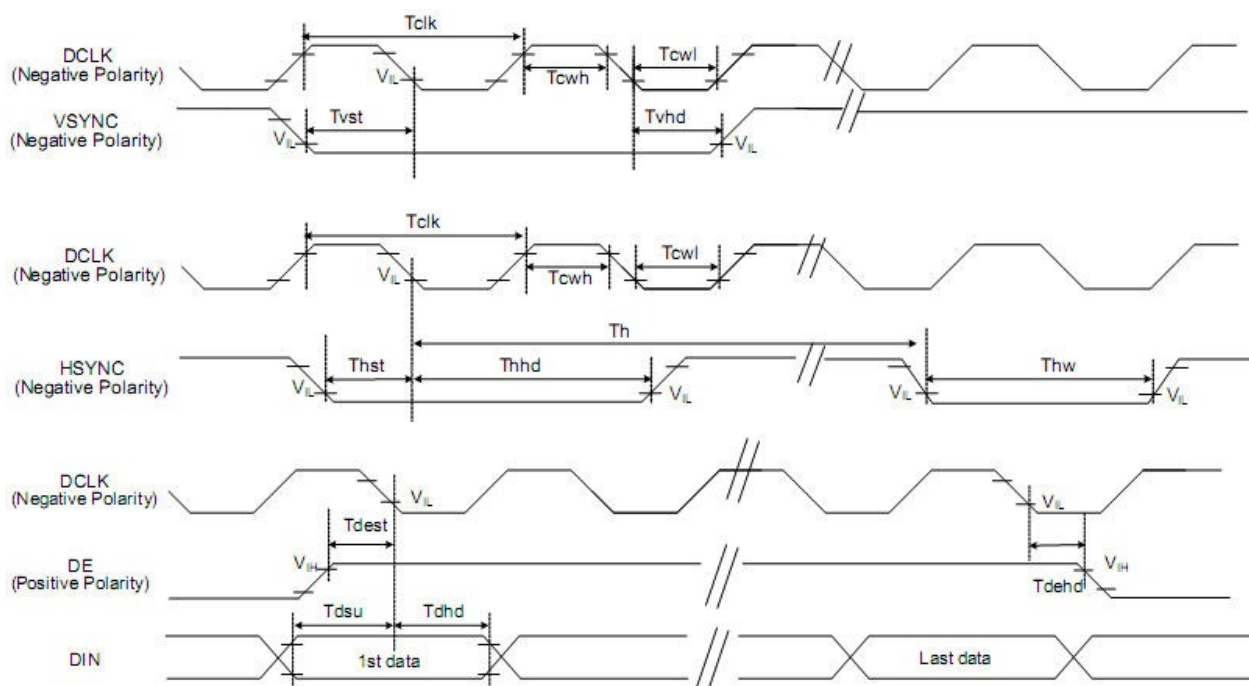 Tclk
DCLK
(Negative Polarity)
VIL
Tcwh
Tcwl
VSYNC
(Negative Polarity)
VIL
Tvst
Tvhd
VIL
Tclk
DCLK
(Negative Polarity)
VIL
Tcwh
Tcwl
Th
HSYNC
(Negative Polarity)
VIL
Thst
Thhd
VIL
VIL
Thw
VIL
DCLK
(Negative Polarity)
VIL
VIL
Tdest
DE
(Positive Polarity)
VIH
VIH
Tdehd
Tdsu
Tdhd
DIN
1st data
Last data